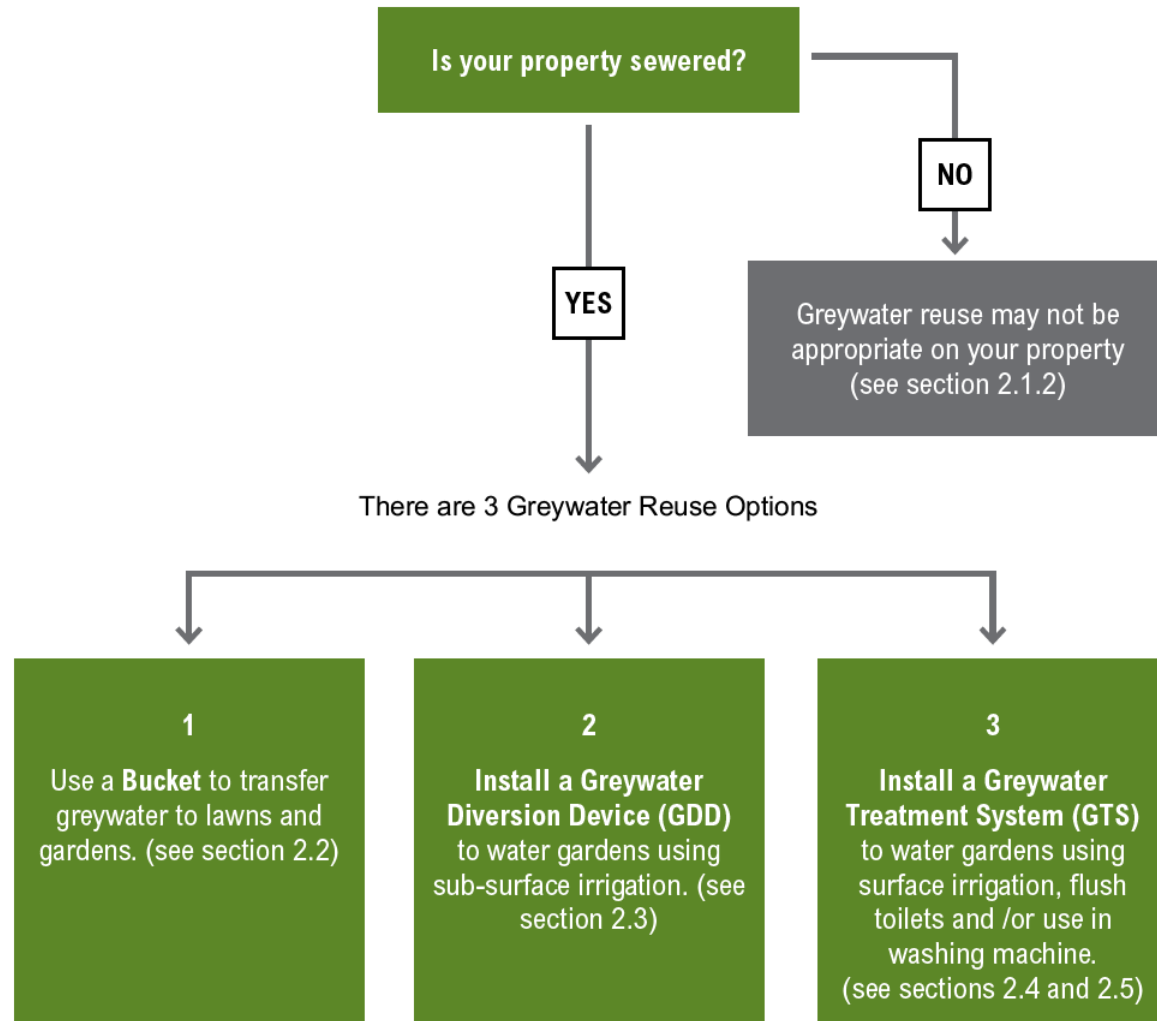 Is your property sewered?
NO
YES
Greywater reuse may not be
appropriate on your property
(see section 2.1.2)
There are 3 Greywater Reuse Options
1
Use a Bucket to transfer
greywater to lawns and
gardens. (see section 2.2)
2
Install a Greywater
Diversion Device (GDD)
to water gardens using
sub-surface irrigation. (see
section 2.3)
3
Install a Greywater
Treatment System (GTS)
to water gardens using
surface irrigation, flush
toilets and /or use in
washing machine.
(see sections 2.4 and 2.5)